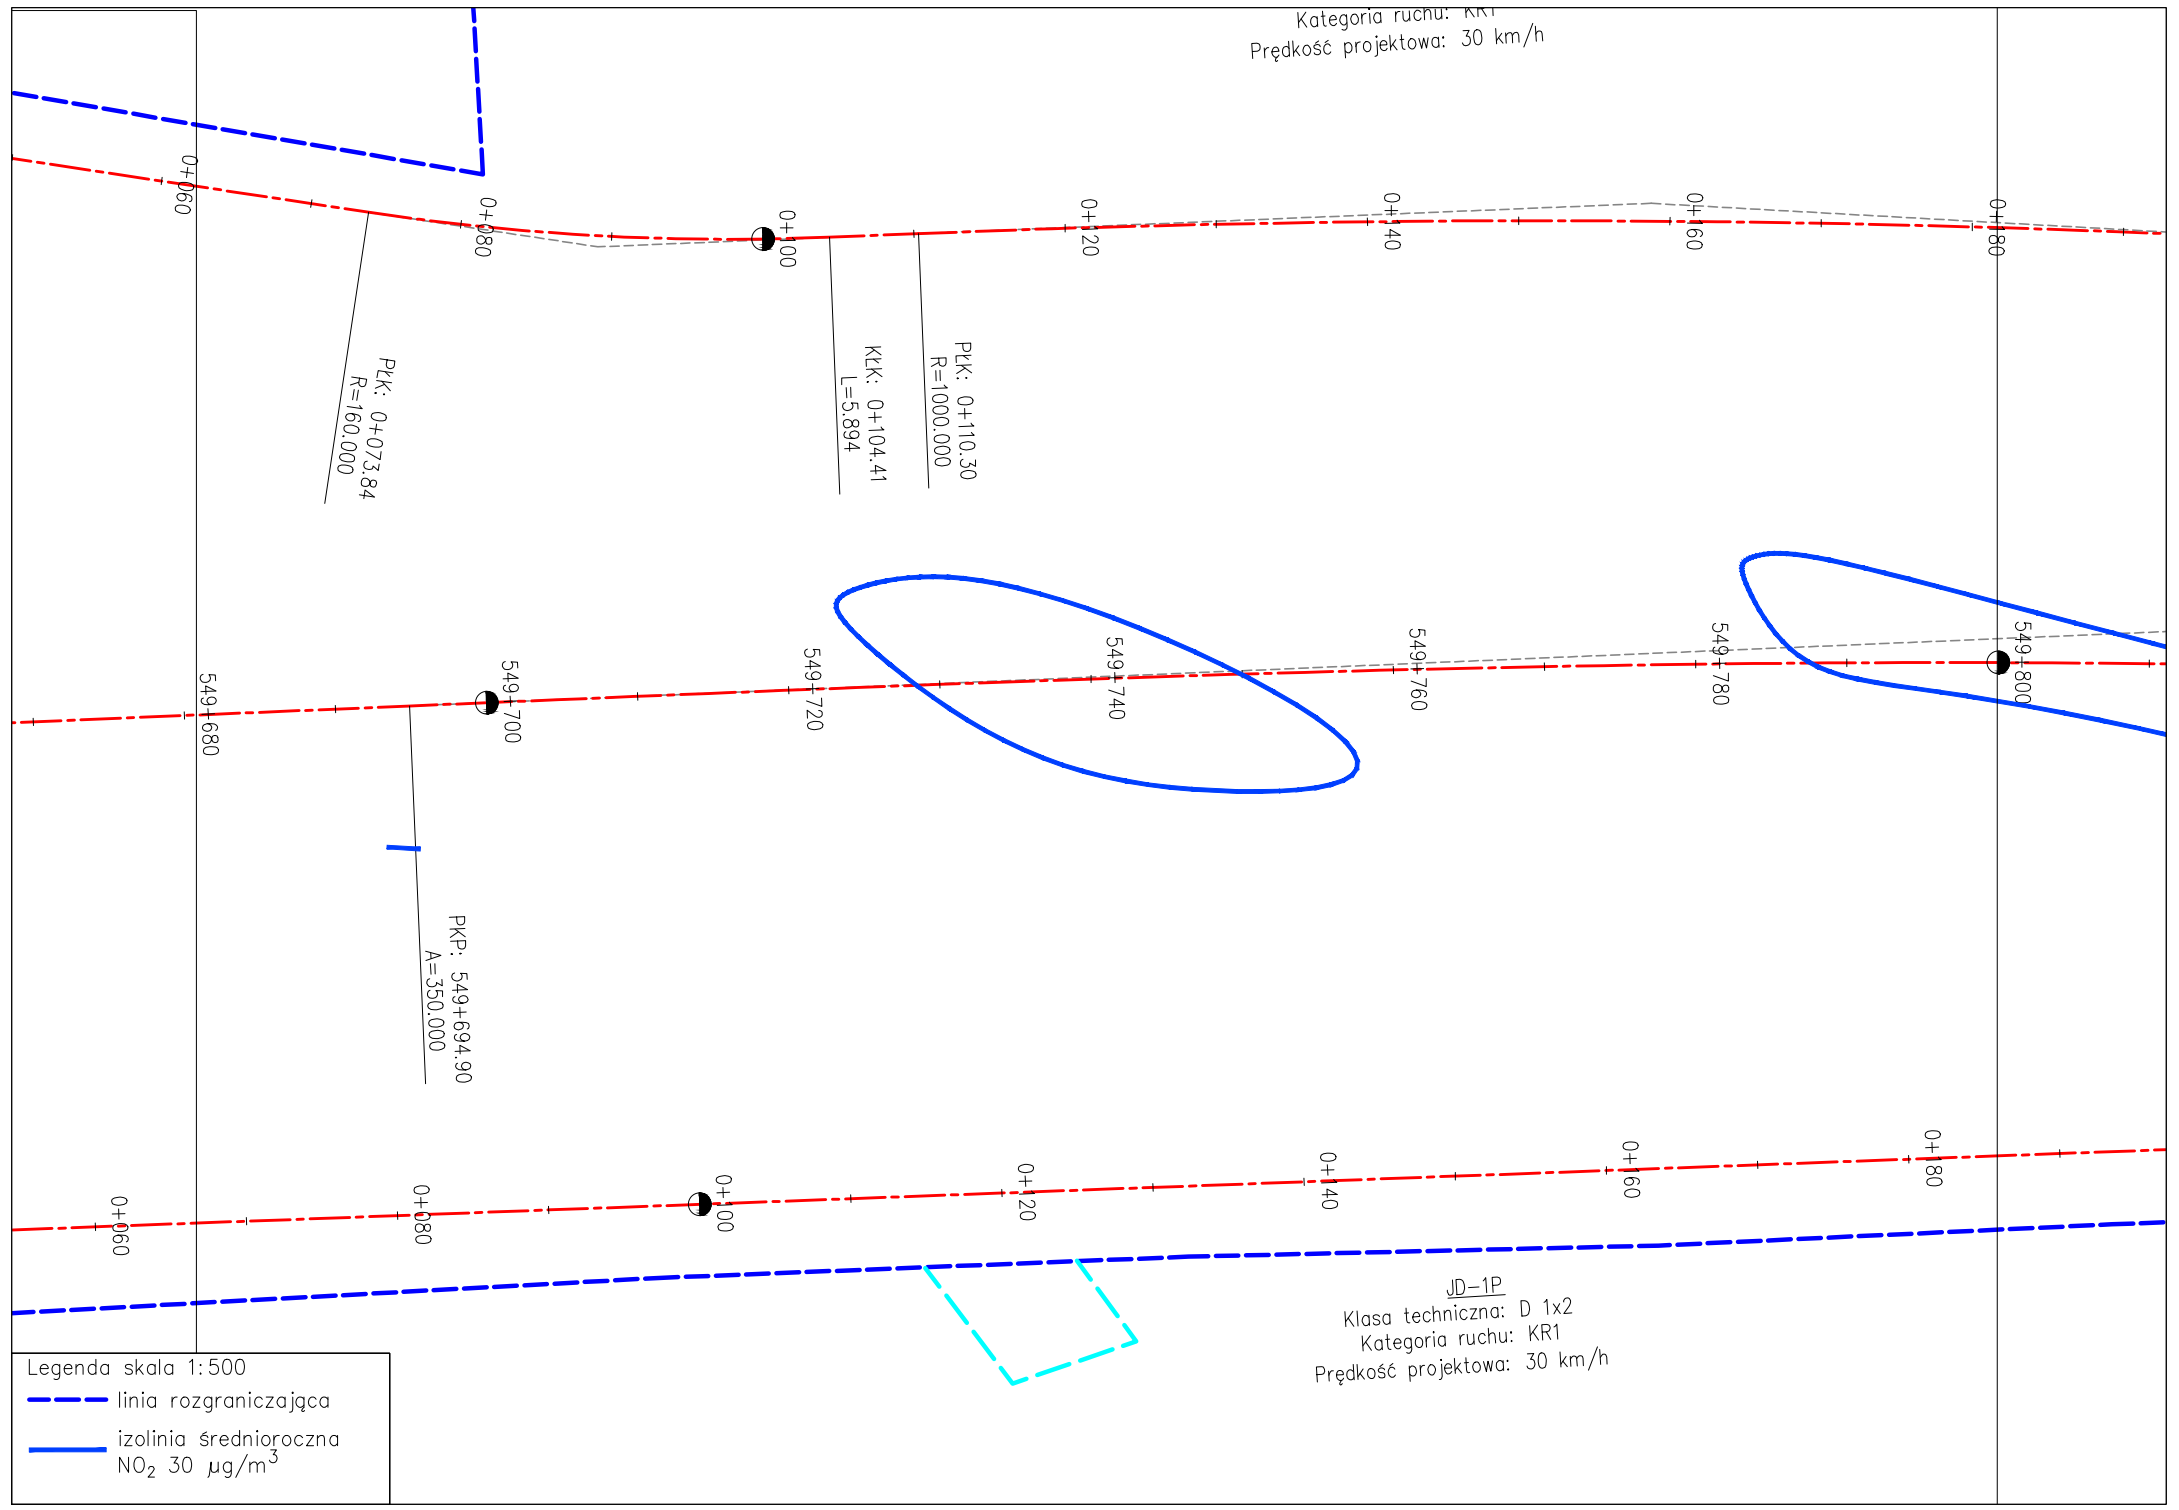 Kategoria ruchu: KR1
Prędkość projektowa: 30 km/h
0+060
0+080
0+100
0+120
0+140
0+160
0+180
PŁK: 0+073.84
R=160.000
KŁK: 0+104.41
L=5.894
PŁK: 0+110.30
R=1000.000
549+680
549+700
549+720
549+740
549+760
549+780
549+800
PKP: 549+694.90
A=350.000
0+060
0+080
0+100
0+120
0+140
0+160
0+180
JD-1P
Klasa techniczna: D 1x2
Kategoria ruchu: KR1
Prędkość projektowa: 30 km/h
Legenda skala 1:500
linia rozgraniczająca
izolinia średnioroczna
NO₂ 30 µg/m³